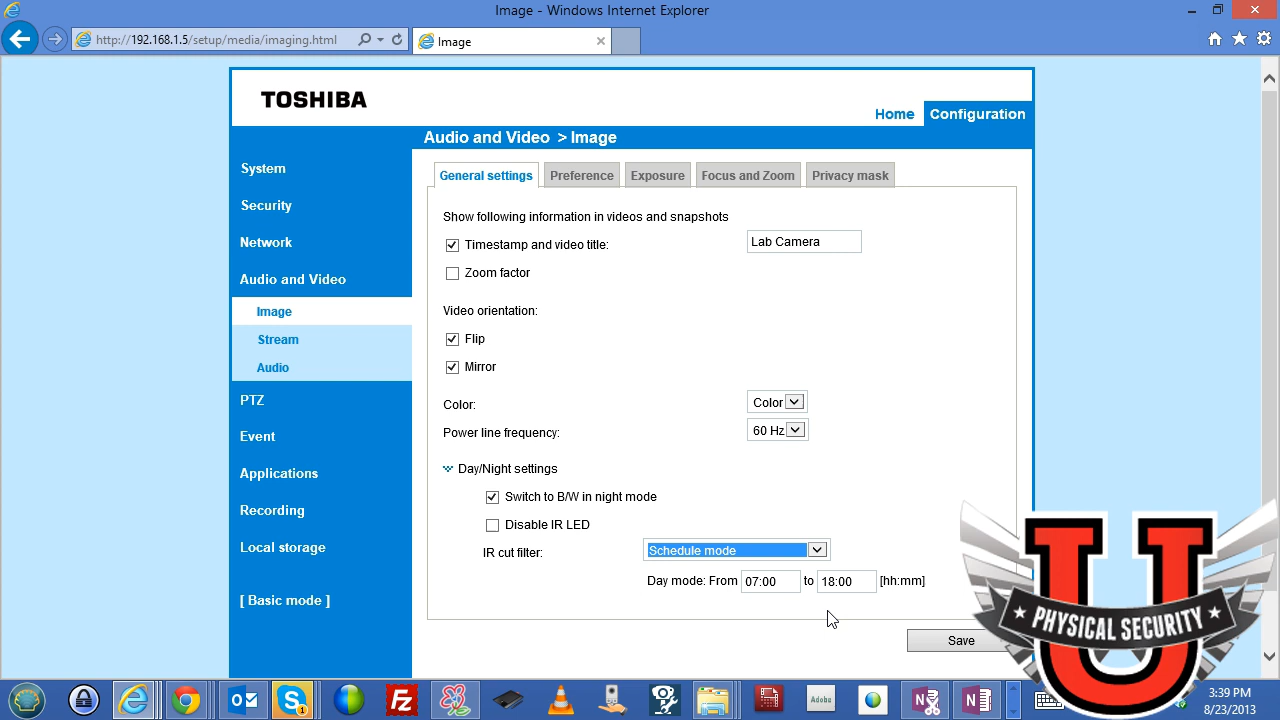 Image - Windows Internet Explorer
http://192.168.1.5/setup/media/imaging.html
Image
TOSHIBA
Home
Configuration
Audio and Video > Image
System
Security
Network
Audio and Video
Image
Stream
Audio
PTZ
Event
Applications
Recording
Local storage
[ Basic mode ]
General settings
Preference
Exposure
Focus and Zoom
Privacy mask
Show following information in videos and snapshots
Timestamp and video title:
Lab Camera
Zoom factor
Video orientation:
Flip
Mirror
Color:
Color
Power line frequency:
60 Hz
Day/Night settings
Switch to B/W in night mode
Disable IR LED
IR cut filter:
Schedule mode
Day mode: From 07:00 to 18:00 [hh:mm]
Save
U
PHYSICAL SECURITY
Fz
Adobe
N
N
1
3:39 PM
8/23/2013